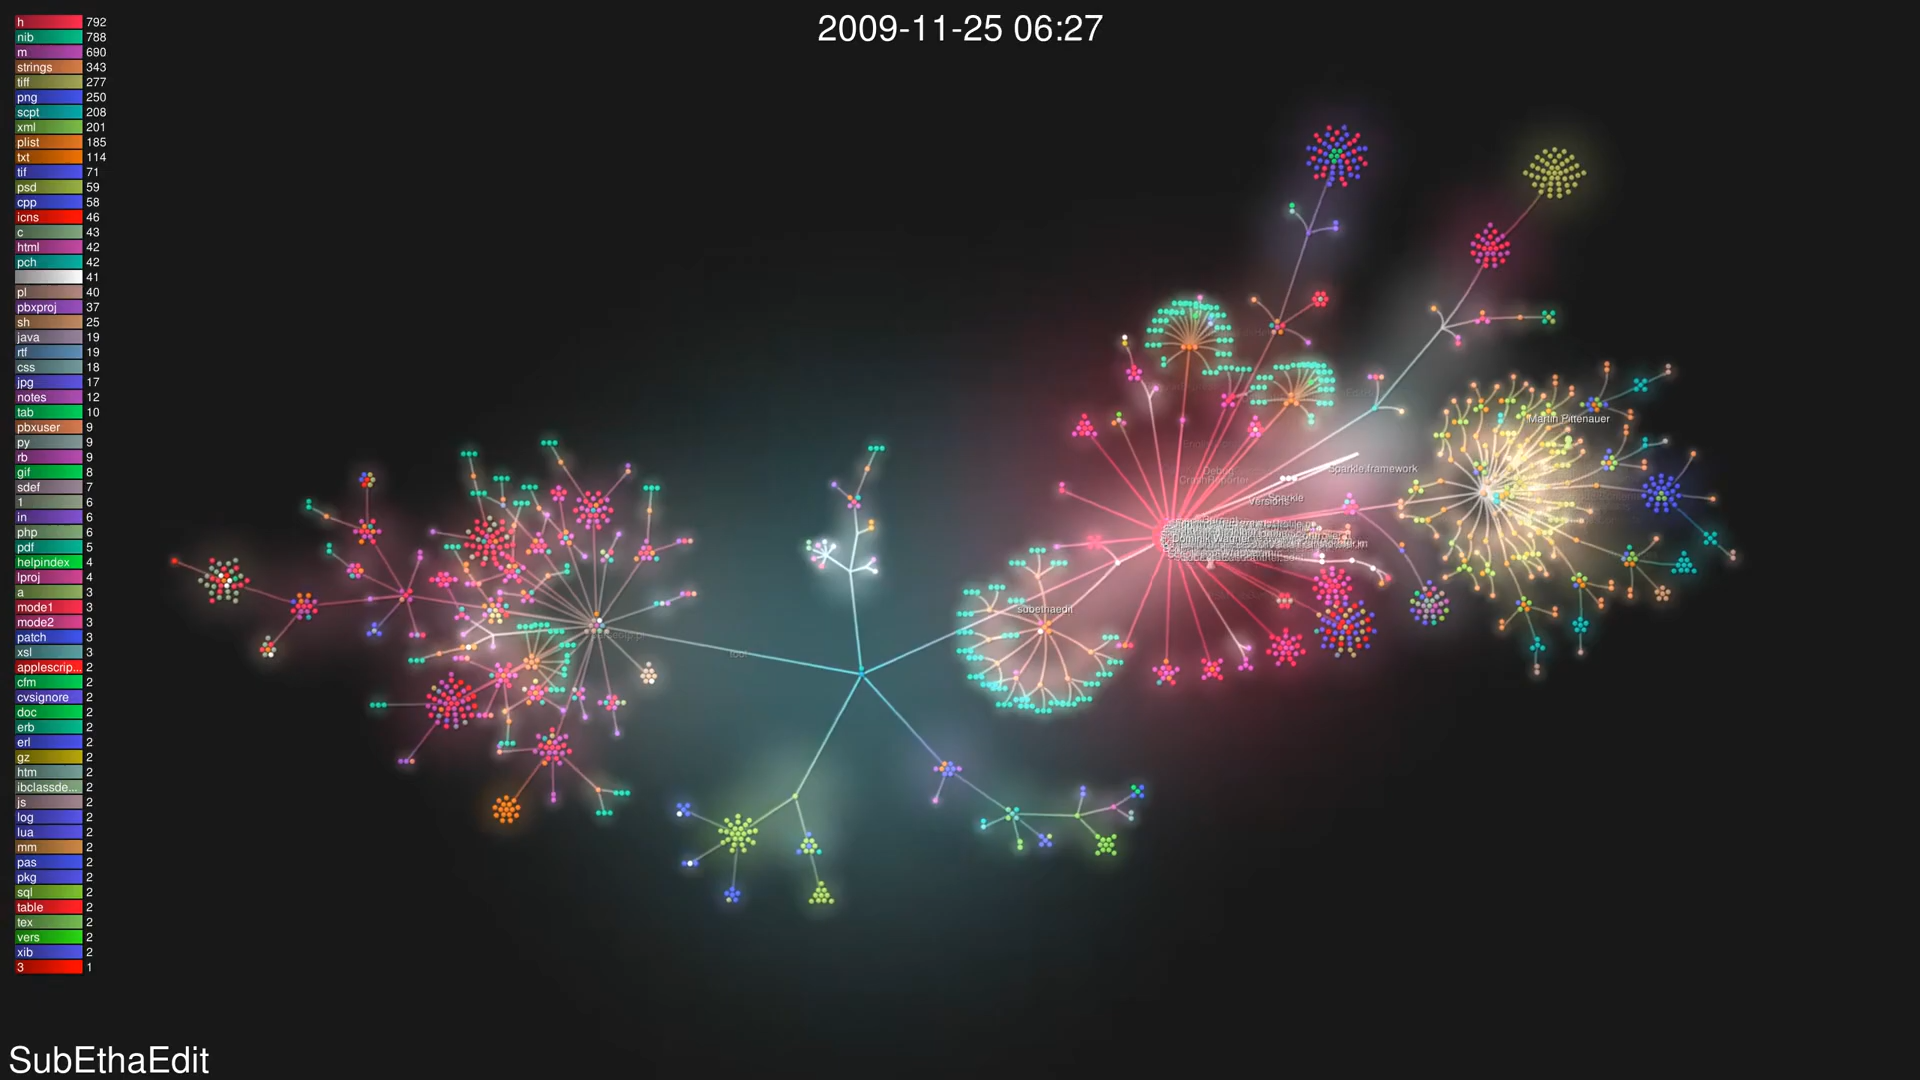 2009-11-25 06:27
h 792
nib 788
m 690
strings 343
tiff 277
png 250
scpt 208
xml 201
plist 185
txt 114
tif 71
psd 59
cpp 58
icns 46
c 43
html 42
pch 42
41
pl 40
pbxproj 37
sh 25
java 19
rtf 19
css 18
jpg 17
notes 12
tab 10
pbxuser 9
py 9
rb 9
gif 8
sdef 7
1 6
in 6
php 6
pdf 5
helpindex 4
lproj 4
a 3
mode1 3
mode2 3
patch 3
xsl 3
applescrip... 2
cfm 2
cvsignore 2
doc 2
erb 2
erl 2
gz 2
htm 2
ibclassde... 2
js 2
log 2
lua 2
mm 2
pas 2
pkg 2
sql 2
table 2
tex 2
vers 2
xib 2
3 1
Martin Pittenauer
Debug
Sparkle.framework
CrashReporter
Sparkle
Versions
Dominik Wagner
subethaedit
tool
SubEthaEdit